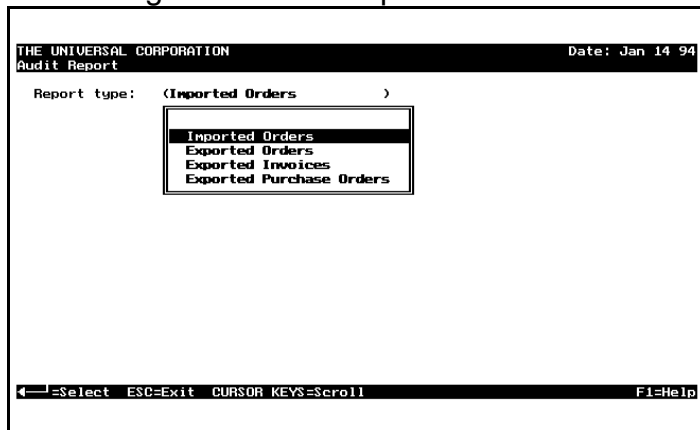 THE UNIVERSAL CORPORATION Date: Jan 14 94
Audit Report
Report type: (Imported Orders )
Imported Orders
Exported Orders
Exported Invoices
Exported Purchase Orders
=Select ESC=Exit CURSOR KEYS=Scroll F1=Help